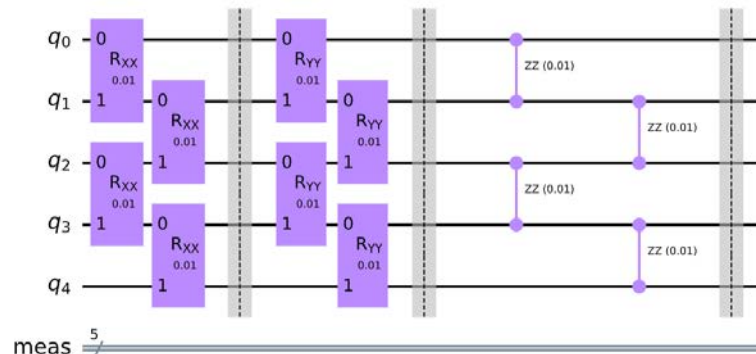 q0 0 0
RXX RYY ZZ (0.01)
0.01 0.01
q1 1 0 1 0
RXX RYY ZZ (0.01)
0.01 0.01
q2 0 1 0 1
RXX RYY ZZ (0.01)
0.01 0.01
q3 1 0 1 0
RXX RYY ZZ (0.01)
0.01 0.01
q4 1 1
5
meas